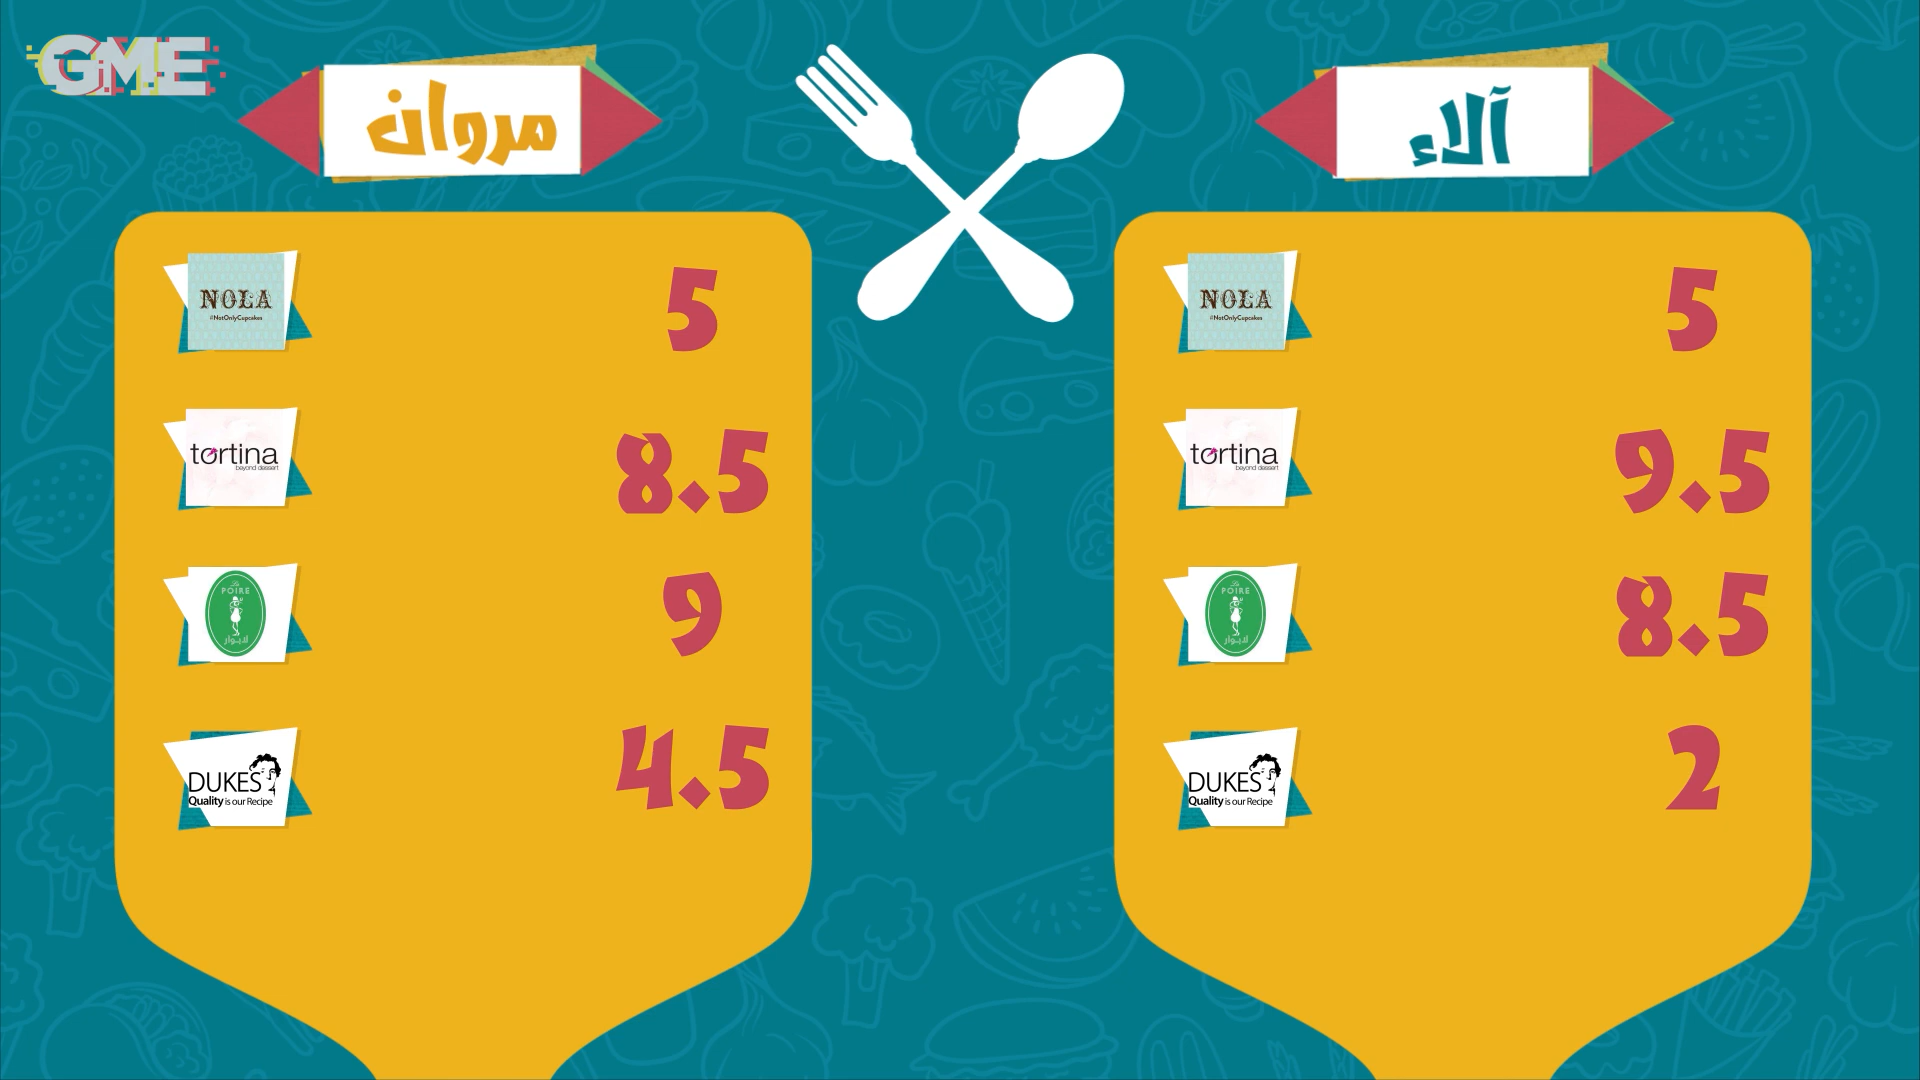 GME
مروان
NOLA
#NotOnlyCupcakes
5
tortina
beyond dessert
8.5
La
POIRE
لابوار
9
DUKES
Quality is our Recipe
4.5
آلاء
NOLA
#NotOnlyCupcakes
5
tortina
beyond dessert
9.5
La
POIRE
لابوار
8.5
DUKES
Quality is our Recipe
2